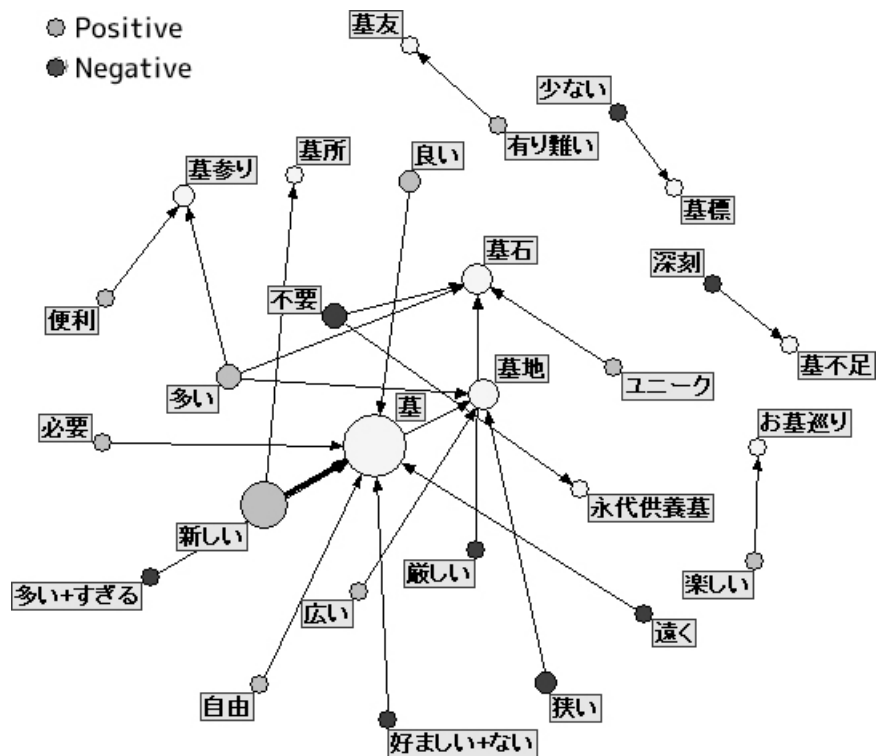 Positive
Negative
墓友
少ない
有り難い
墓所
良い
墓参り
墓標
墓石
深刻
不要
便利
墓不足
墓地
ユニーク
多い
墓
お墓巡り
必要
永代供養墓
新しい
厳しい
多い+すぎる
楽しい
広い
遠く
自由
狭い
好ましい+ない